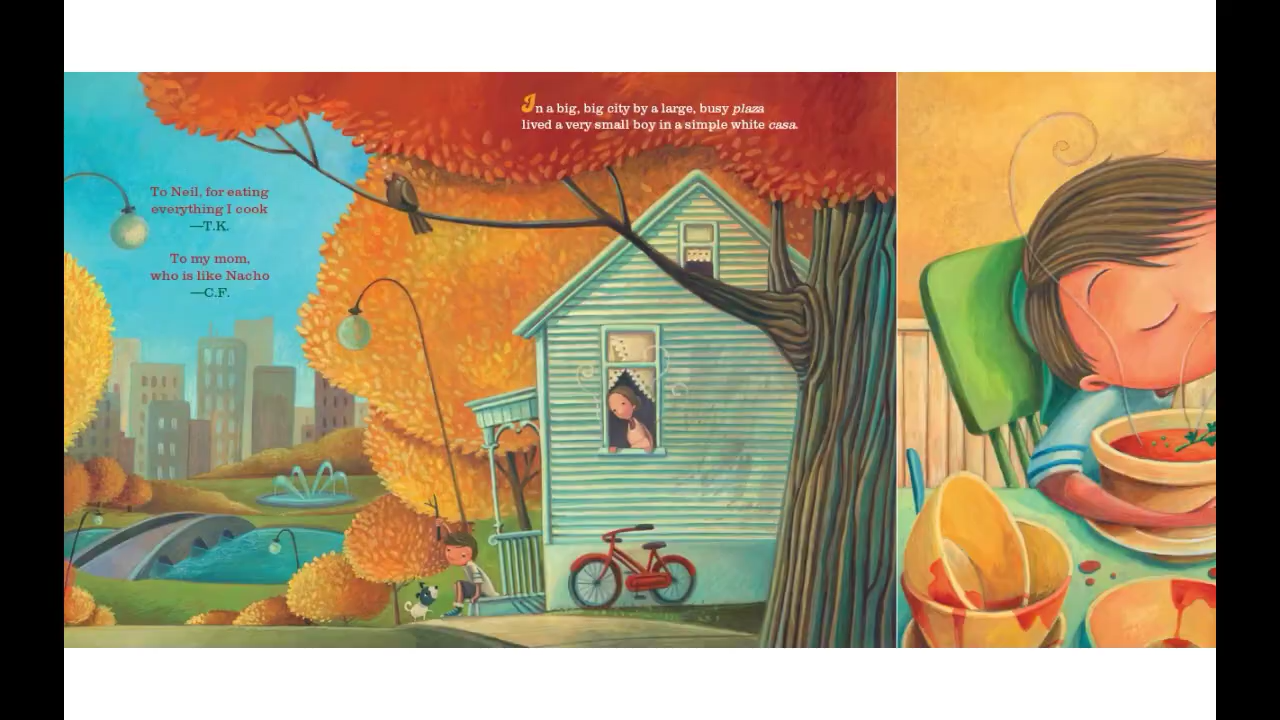 To Neil, for eating
everything I cook
—T.K.
To my mom,
who is like Nacho
—C.F.
In a big, big city by a large, busy plaza
lived a very small boy in a simple white casa.